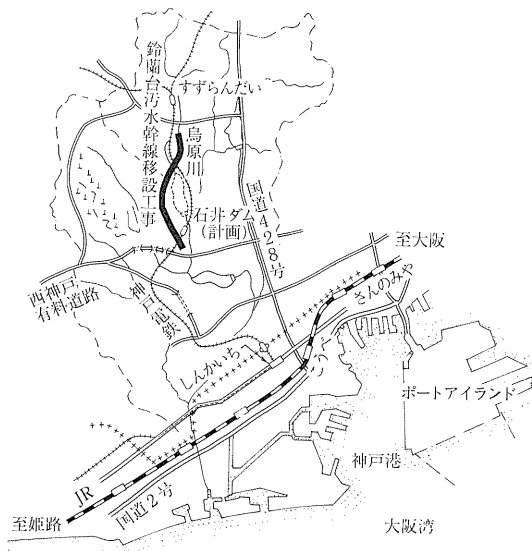 鈴蘭台汚水幹線移設工事
すずらんだい
烏原川
石井ダム
(計画)
国道428号
至大阪
西神戸
有料道路
神戸電鉄
さんのみや
しんかいち
こうべ
ポートアイランド
神戸港
JR
国道2号
至姫路
大阪湾